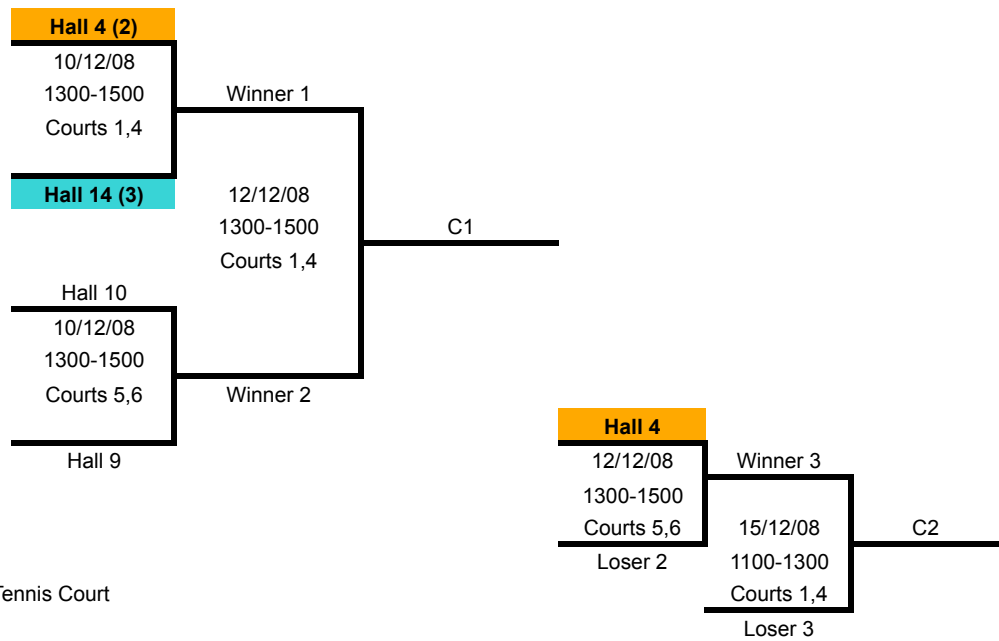 Hall 4 (2)
10/12/08
1300-1500
Courts 1,4
Hall 14 (3)
Winner 1
12/12/08
1300-1500
Courts 1,4
C1
Hall 10
10/12/08
1300-1500
Courts 5,6
Hall 9
Winner 2
Hall 4
12/12/08
1300-1500
Courts 5,6
Loser 2
Winner 3
15/12/08
1100-1300
Courts 1,4
Loser 3
C2
Tennis Court